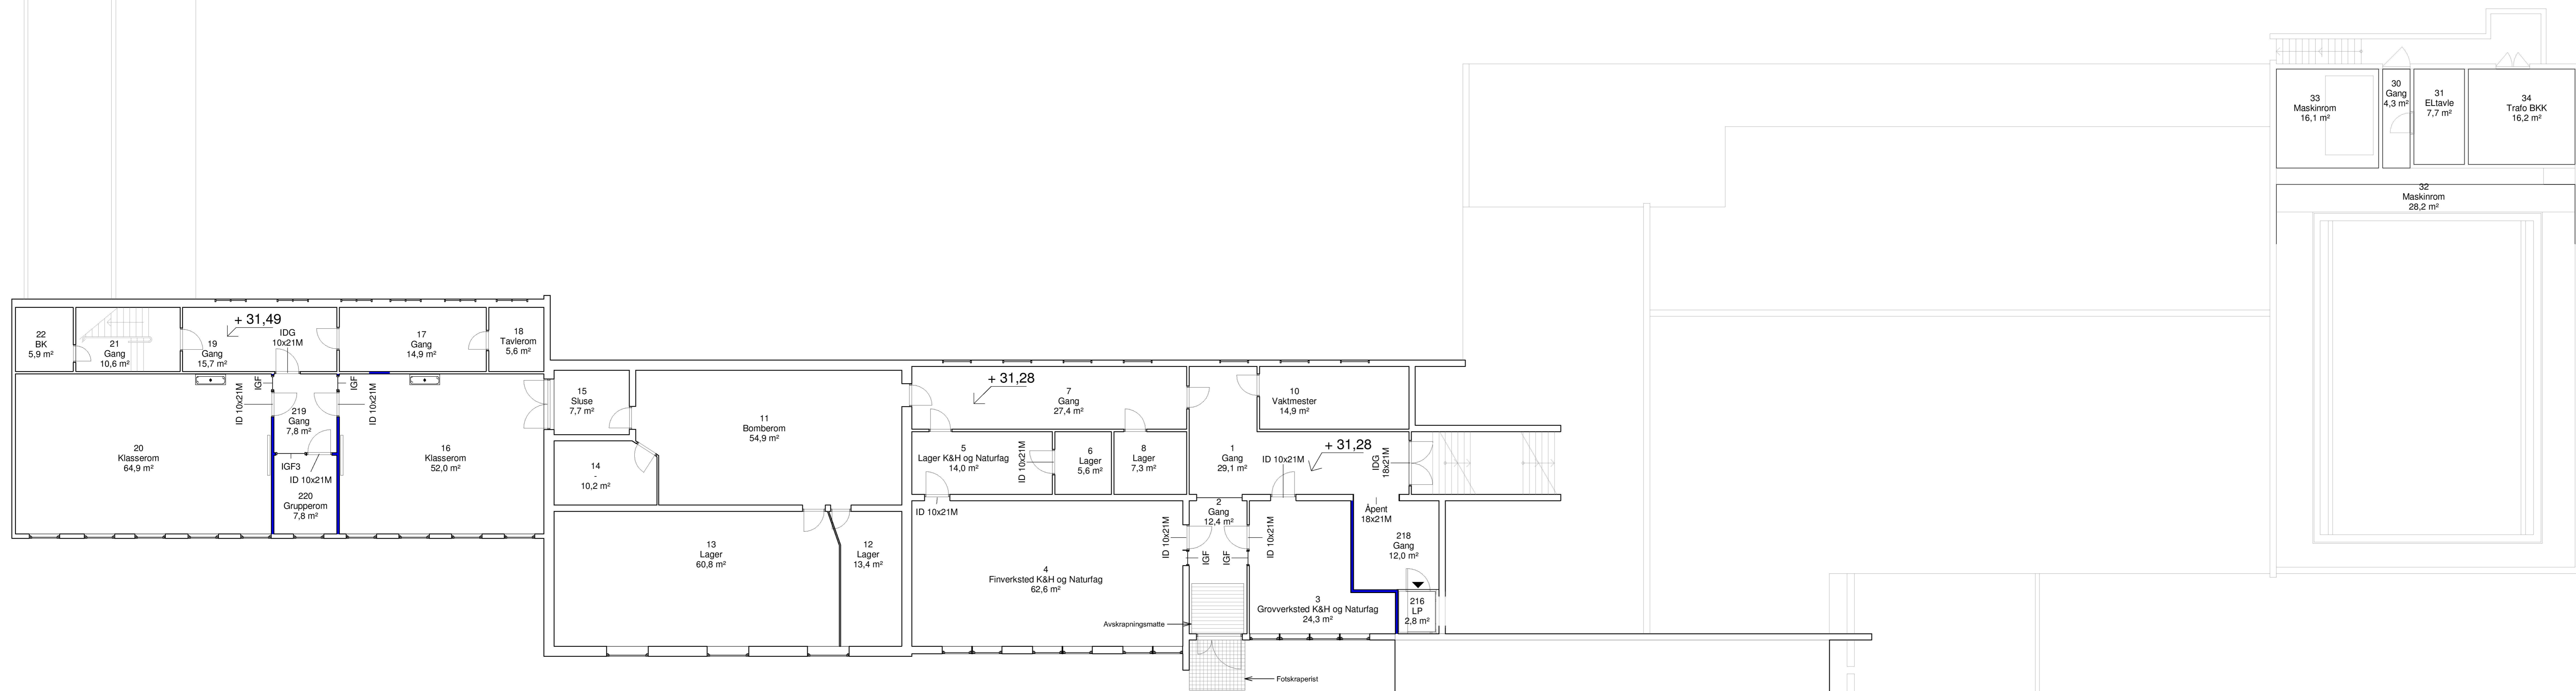 33
Maskinrom
16,1 m²
30
Gang
4,3 m²
31
ELtavle
7,7 m²
34
Trafo BKK
16,2 m²
32
Maskinrom
28,2 m²
22
BK
5,9 m²
21
Gang
10,6 m²
19
Gang
15,7 m²
+ 31,49
IDG
10x21M
17
Gang
14,9 m²
18
Tavlerom
5,6 m²
20
Klasserom
64,9 m²
ID 10x21M
IGF
219
Gang
7,8 m²
IGF
ID 10x21M
IGF3
ID 10x21M
220
Grupperom
7,8 m²
16
Klasserom
52,0 m²
15
Sluse
7,7 m²
14
-
10,2 m²
11
Bomberom
54,9 m²
13
Lager
60,8 m²
12
Lager
13,4 m²
+ 31,28
7
Gang
27,4 m²
5
Lager K&H og Naturfag
14,0 m²
ID 10x21M
6
Lager
5,6 m²
8
Lager
7,3 m²
ID 10x21M
10
Vaktmester
14,9 m²
1
Gang
29,1 m²
ID 10x21M
+ 31,28
IDG
18x21M
2
Gang
12,4 m²
ID 10x21M
IGF
IGF
ID 10x21M
Åpent
18x21M
218
Gang
12,0 m²
4
Finverksted K&H og Naturfag
62,6 m²
3
Grovverksted K&H og Naturfag
24,3 m²
216
LP
2,8 m²
Avskrapningsmatte
Fotskraperist